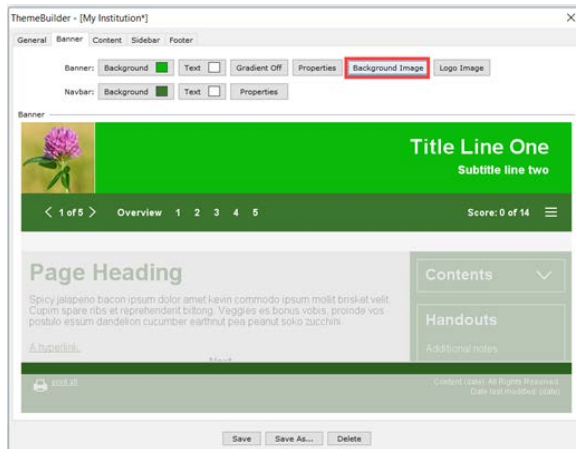 ThemeBuilder - [My Institution*]
General Banner Content Sidebar Footer
Banner: Background Text Gradient Off Properties Background Image Logo Image
Navbar: Background Text Properties
Banner
Title Line One
Subtitle line two
< 1 of 5 > Overview 1 2 3 4 5 Score: 0 of 14
Page Heading
Contents
Spicy jalapeno bacon ipsum dolor amet kevin commodo ipsum mollit brisket velit.
Cupim spare ribs et reprehenderit biltong. Veggies es bonus vobis, proinde vos
postulo essum dandelion cucumber earthnut pea peanut soko zucchini.
Handouts
A hyperlink.
Additional notes
Next
print all
Content (date). All Rights Reserved.
Date last modified: (date)
Save Save As... Delete